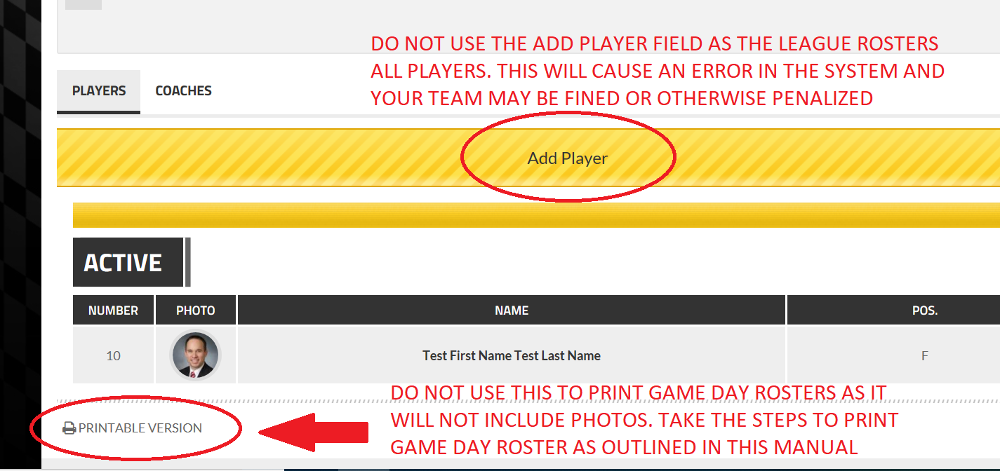 DO NOT USE THE ADD PLAYER FIELD AS THE LEAGUE ROSTERS
ALL PLAYERS. THIS WILL CAUSE AN ERROR IN THE SYSTEM AND
YOUR TEAM MAY BE FINED OR OTHERWISE PENALIZED
PLAYERS COACHES
Add Player
ACTIVE
NUMBER PHOTO NAME POS.
10 Test First Name Test Last Name F
DO NOT USE THIS TO PRINT GAME DAY ROSTERS AS IT
WILL NOT INCLUDE PHOTOS. TAKE THE STEPS TO PRINT
GAME DAY ROSTER AS OUTLINED IN THIS MANUAL
PRINTABLE VERSION